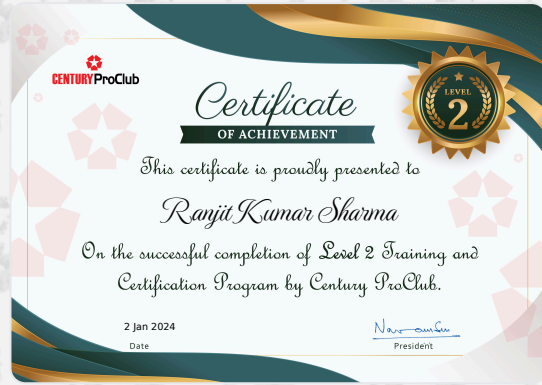 CENTURY ProClub
Certificate
OF ACHIEVEMENT
LEVEL
2
This certificate is proudly presented to
Ranjit Kumar Sharma
On the successful completion of Level 2 Training and
Certification Program by Century ProClub.
2 Jan 2024
Date
President